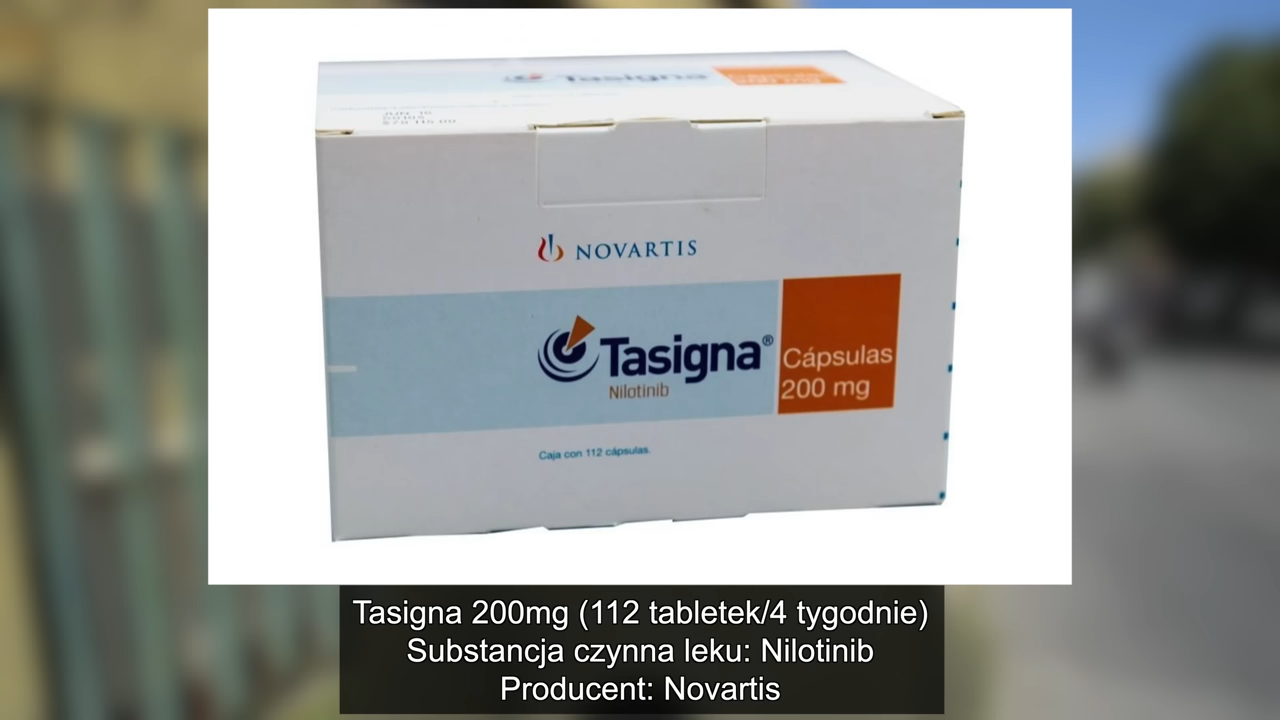 Tasigna
NOVARTIS
Tasigna®
Nilotinib
Cápsulas
200 mg
Caja con 112 cápsulas.
Tasigna 200mg (112 tabletek/4 tygodnie)
Substancja czynna leku: Nilotinib
Producent: Novartis